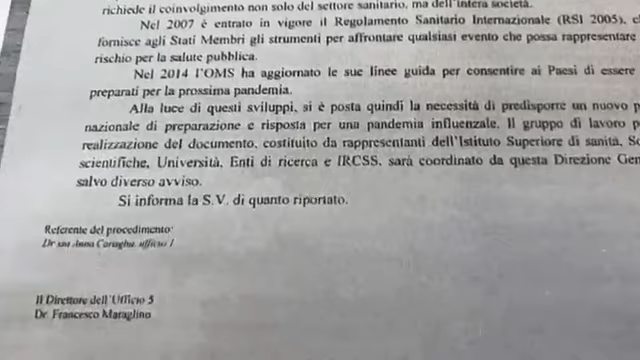 richiede il coinvolgimento non solo del settore sanitario, ma dell'intera società.
Nel 2007 è entrato in vigore il Regolamento Sanitario Internazionale (RSI 2005),
fornisce agli Stati Membri gli strumenti per affrontare qualsiasi evento che possa rappresentare
rischio per la salute pubblica.
Nel 2014 l'OMS ha aggiornato le sue linee guida per consentire ai Paesi di essere
preparati per la prossima pandemia.
Alla luce di questi sviluppi, si è posta quindi la necessità di predisporre un nuovo p
nazionale di preparazione e risposta per una pandemia influenzale. Il gruppo di lavoro p
realizzazione del documento, costituito da rappresentanti dell'Istituto Superiore di sanità, So
scientifiche, Università, Enti di ricerca e IRCSS, sarà coordinato da questa Direzione Gen
salvo diverso avviso.
Si informa la S.V. di quanto riportato.
Referente del procedimento:
Anna ufficio
Il Direttore dell'Ufficio 5
Dr. Francesco Maraglino